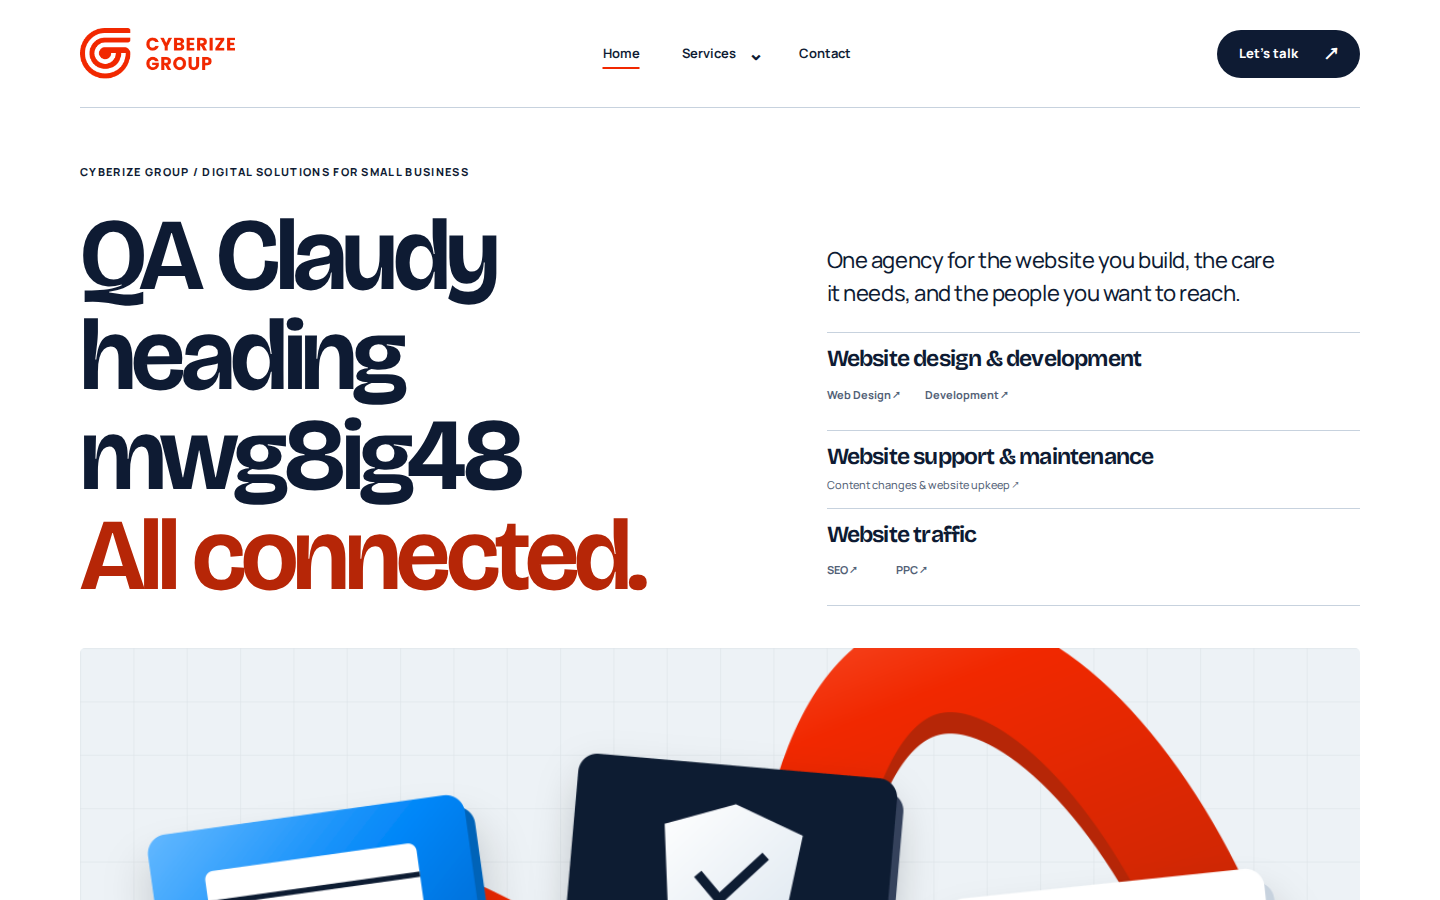 CYBERIZE
GROUP
Home
Services
Contact
Let's talk ↗
CYBERIZE GROUP / DIGITAL SOLUTIONS FOR SMALL BUSINESS
QA Claudy
heading
mwg8ig48
All connected.
One agency for the website you build, the care
it needs, and the people you want to reach.
Website design & development
Web Design↗ Development↗
Website support & maintenance
Content changes & website upkeep↗
Website traffic
SEO↗ PPC↗